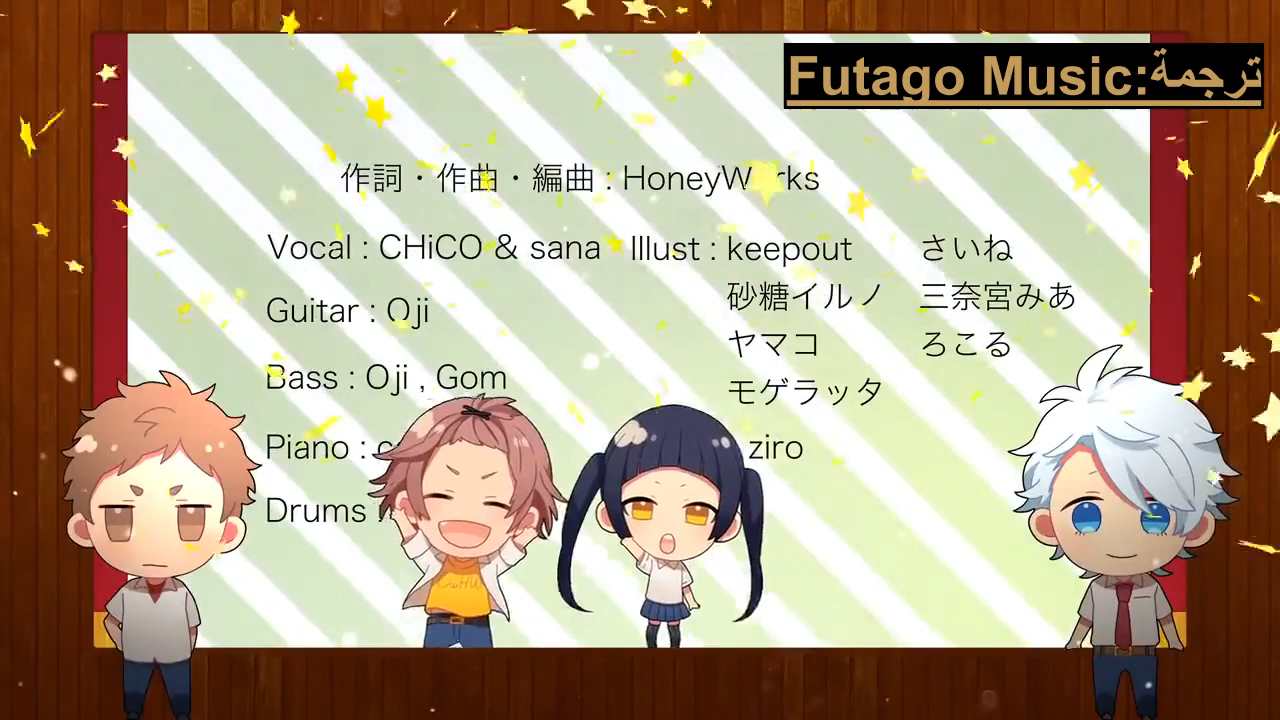 Futago Music:ترجمة
作詞・作曲・編曲 : HoneyW rks
Vocal : CHiCO & sana
Illust : keepout さいね
砂糖イルノ 三奈宮みあ
ヤマコ ろこる
モゲラッタ
Guitar : Oji
Bass : Oji , Gom
Piano :
ziro
Drums